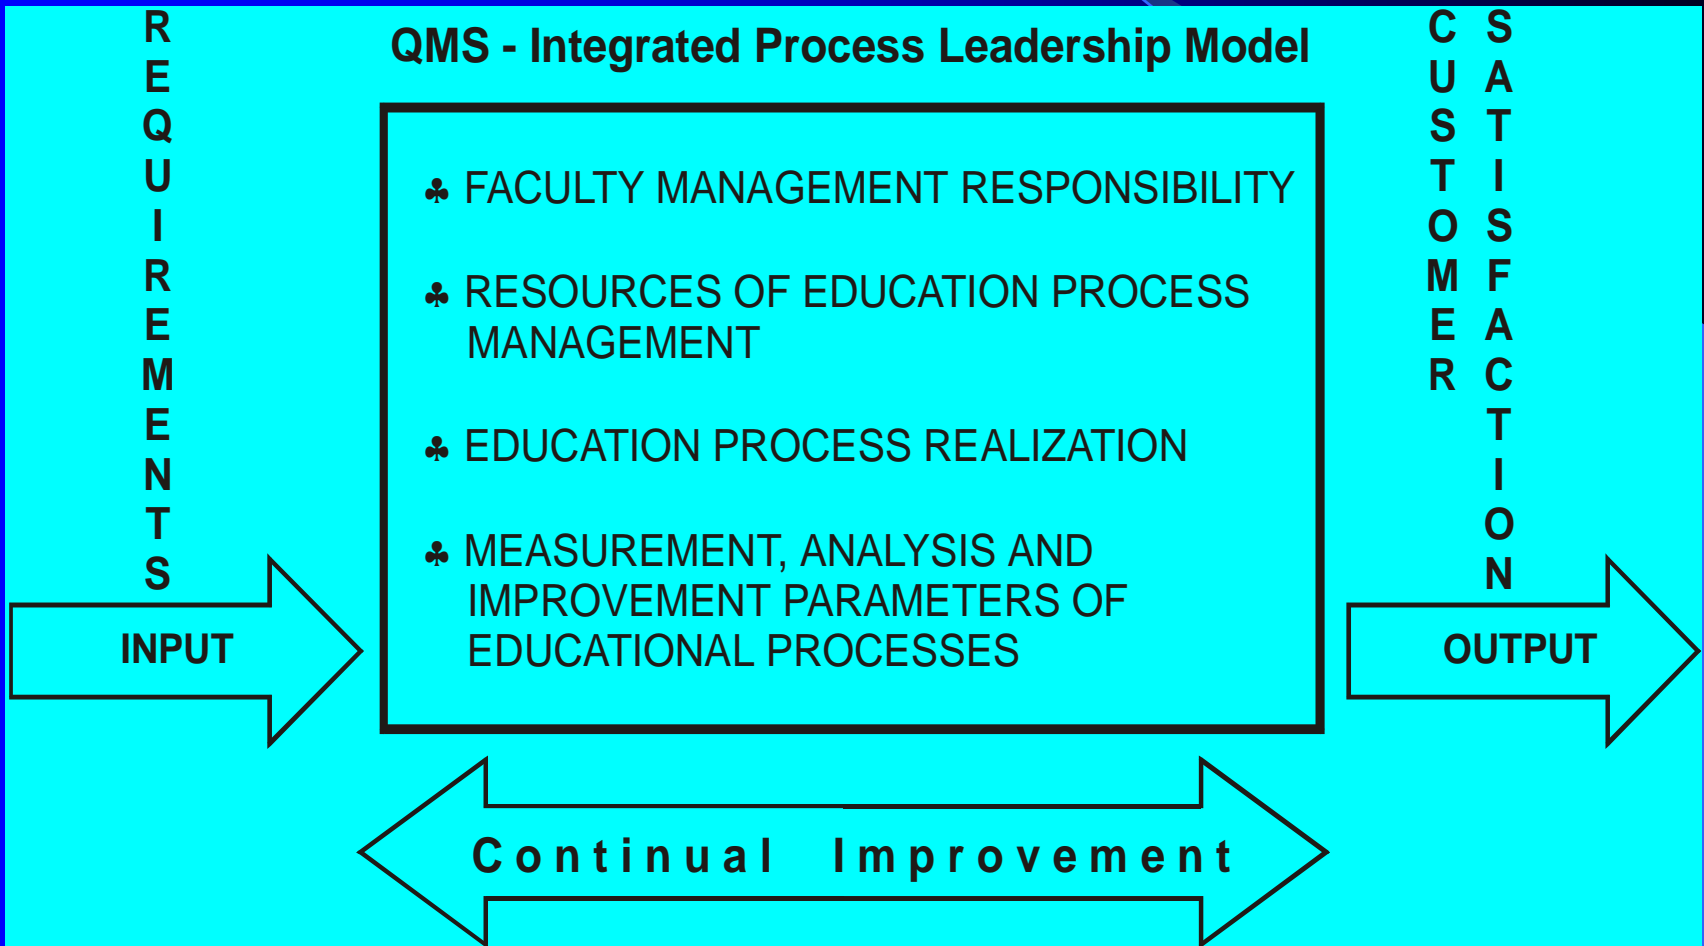 QMS - Integrated Process Leadership Model
REQUIREMENTS
♣ FACULTY MANAGEMENT RESPONSIBILITY
♣ RESOURCES OF EDUCATION PROCESS
MANAGEMENT
♣ EDUCATION PROCESS REALIZATION
♣ MEASUREMENT, ANALYSIS AND
IMPROVEMENT PARAMETERS OF
EDUCATIONAL PROCESSES
CUSTOMER
SATISFACTION
INPUT
OUTPUT
Continual Improvement